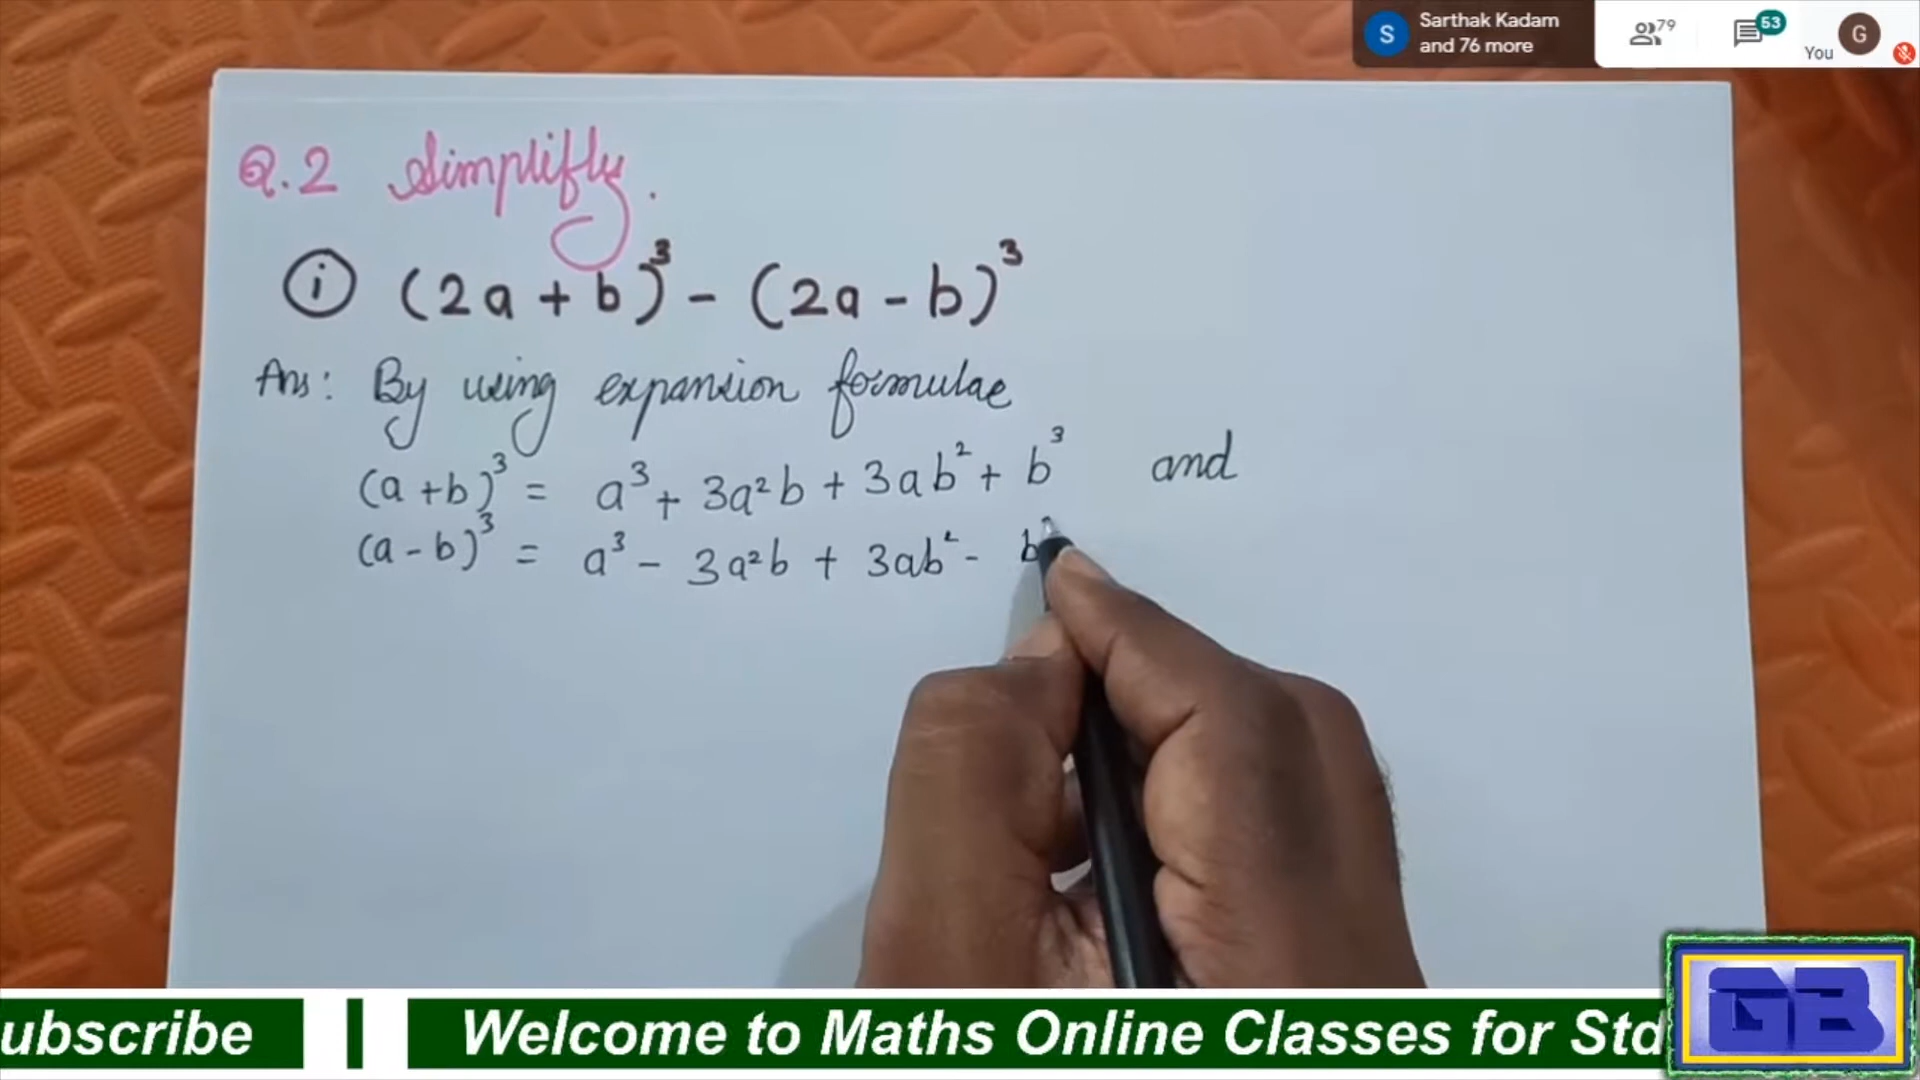 S Sarthak Kadam
and 76 more
79
53
You
G
Q.2 Simplify.
(i) (2a + b)³ - (2a - b)³
Ans: By using expansion formulae
(a + b)³ = a³ + 3a²b + 3ab² + b³ and
(a - b)³ = a³ - 3a²b + 3ab² - b
ubscribe | Welcome to Maths Online Classes for Std
GB